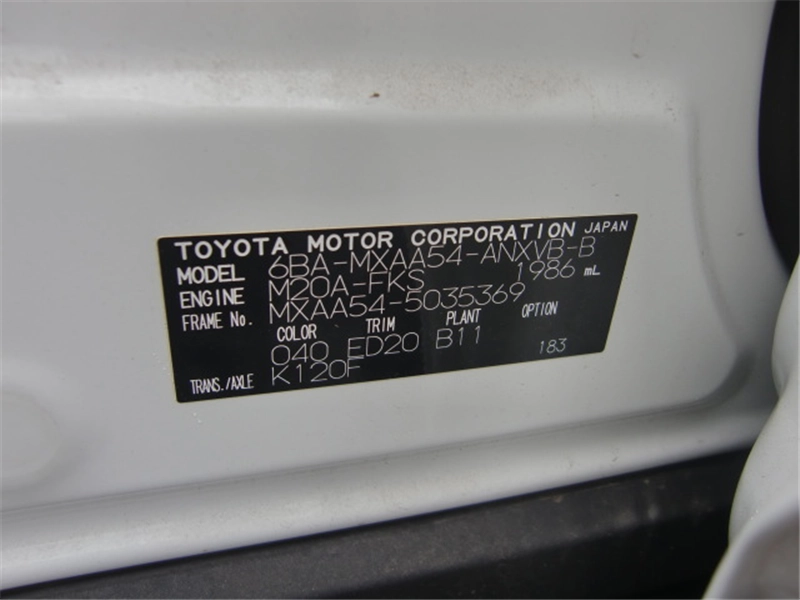 TOYOTA MOTOR CORPORATION JAPAN
MODEL 6BA-MXAA54-ANXVB-B
ENGINE M20A-FKS 1986 mL
FRAME No. MXAA54-5035369
COLOR TRIM PLANT OPTION
040 ED20 B11 183
TRANS./AXLE K120F